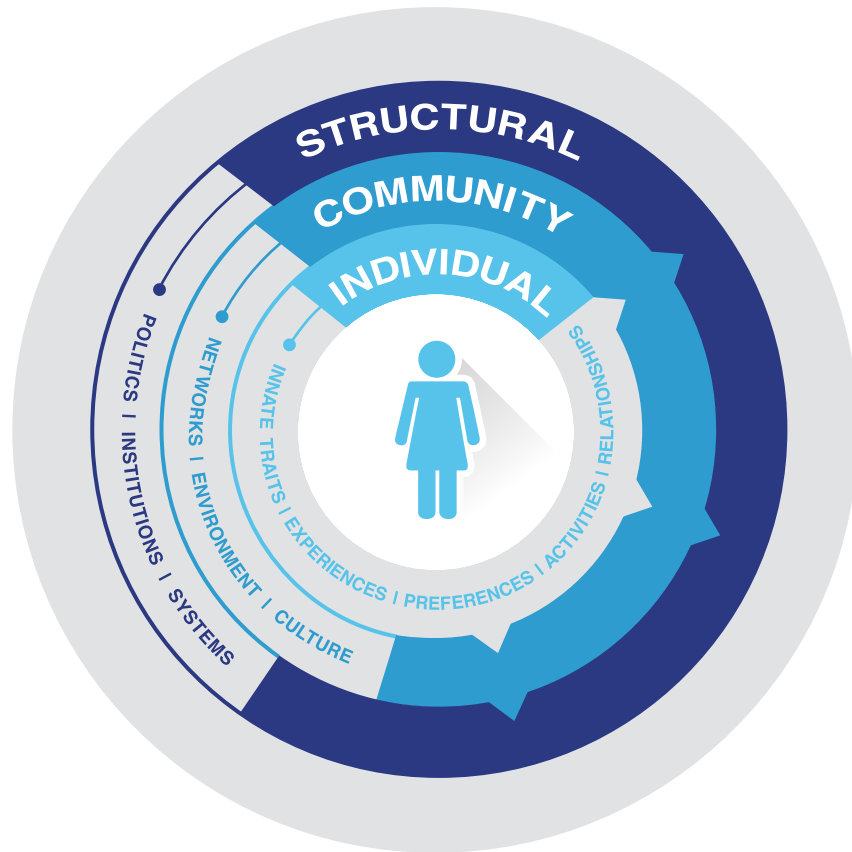 STRUCTURAL
COMMUNITY
INDIVIDUAL
POLITICS | INSTITUTIONS | SYSTEMS
NETWORKS | ENVIRONMENT | CULTURE
INNATE TRAITS | EXPERIENCES | PREFERENCES | ACTIVITIES | RELATIONSHIPS